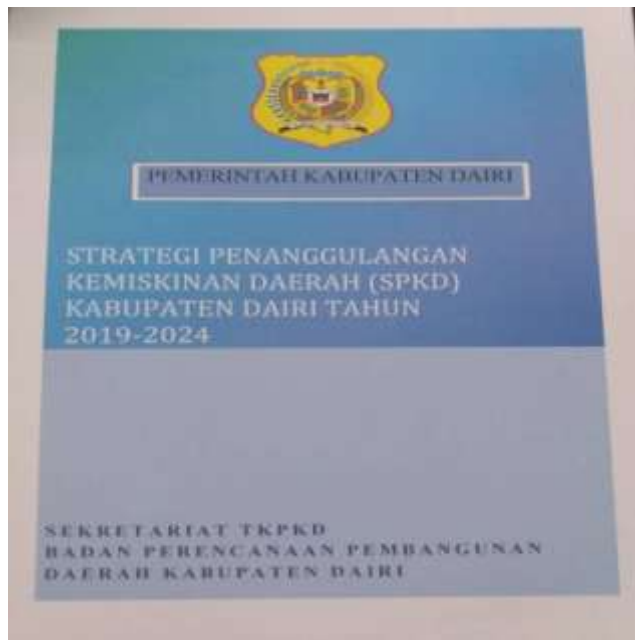 PEMERINTAH KABUPATEN DAIRI
STRATEGI PENANGGULANGAN
KEMISKINAN DAERAH (SPKD)
KABUPATEN DAIRI TAHUN
2019-2024
SEKRETARIAT TKPKD
BADAN PERENCANAAN PEMBANGUNAN
DAERAH KABUPATEN DAIRI